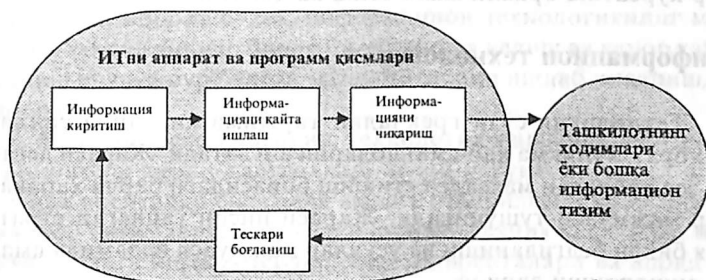 ИТни аппарат ва программ қисмлари
Информация
киритиш
Информа-
цияни қайта
ишлаш
Информа-
цияни
чиқариш
Ташкилотнинг
ходимлари
ёки бошқа
информацион
тизим
Тескари
боғланиш